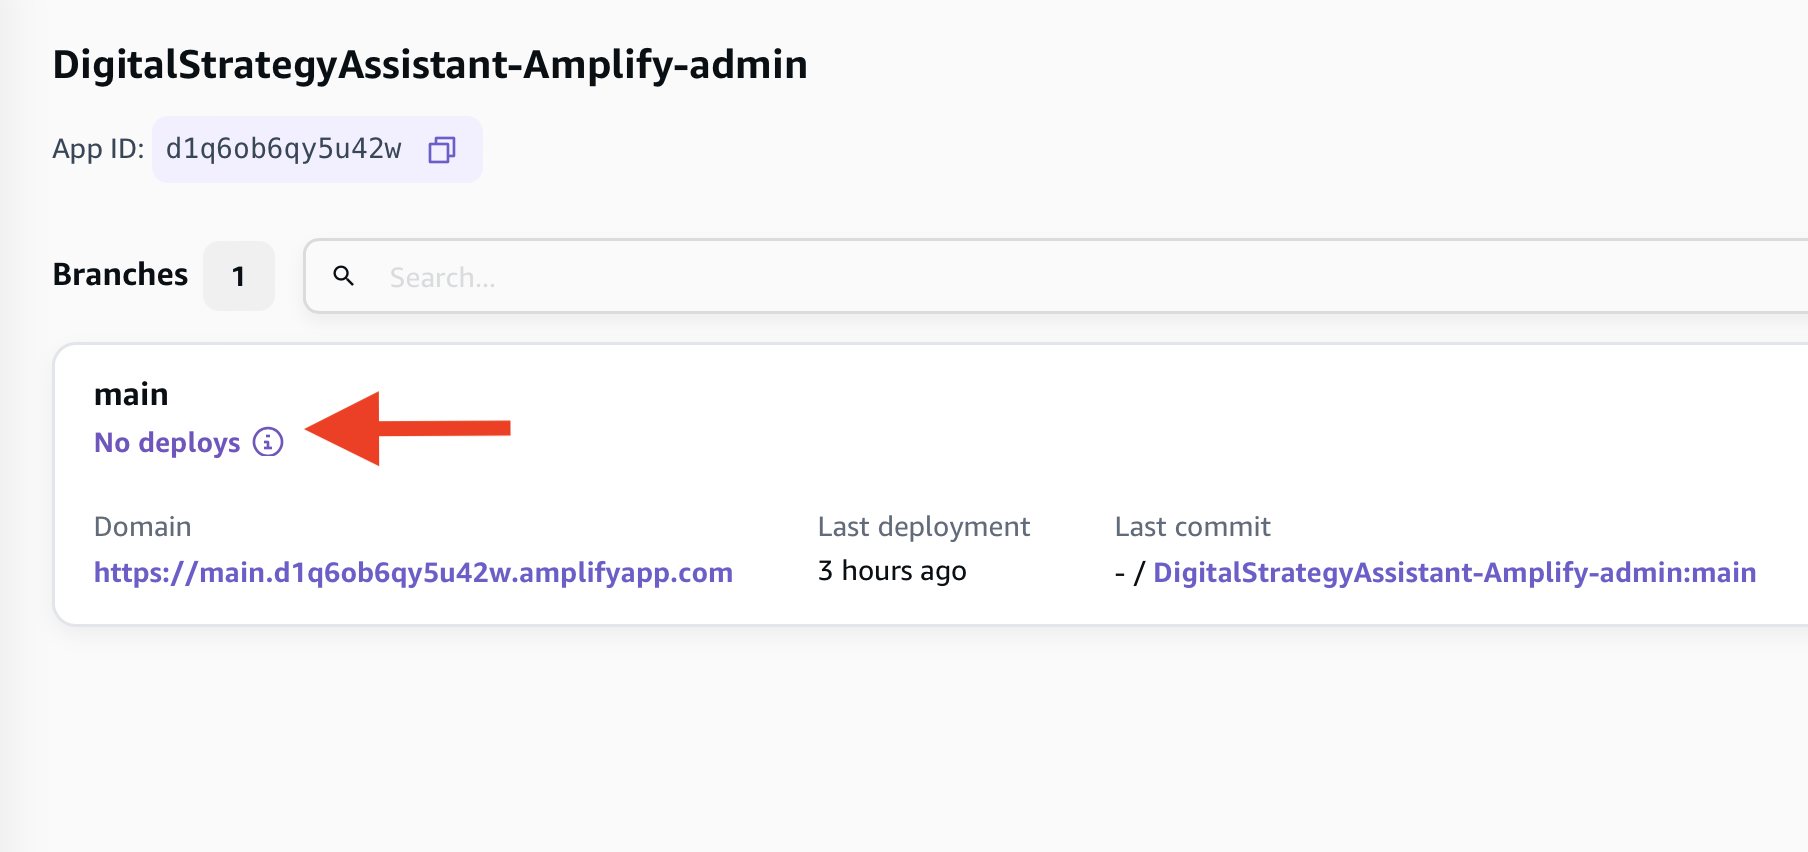 DigitalStrategyAssistant-Amplify-admin
App ID: d1q6ob6qy5u42w
Branches 1 Search...
main
No deploys
Domain Last deployment Last commit
https://main.d1q6ob6qy5u42w.amplifyapp.com 3 hours ago - / DigitalStrategyAssistant-Amplify-admin:main